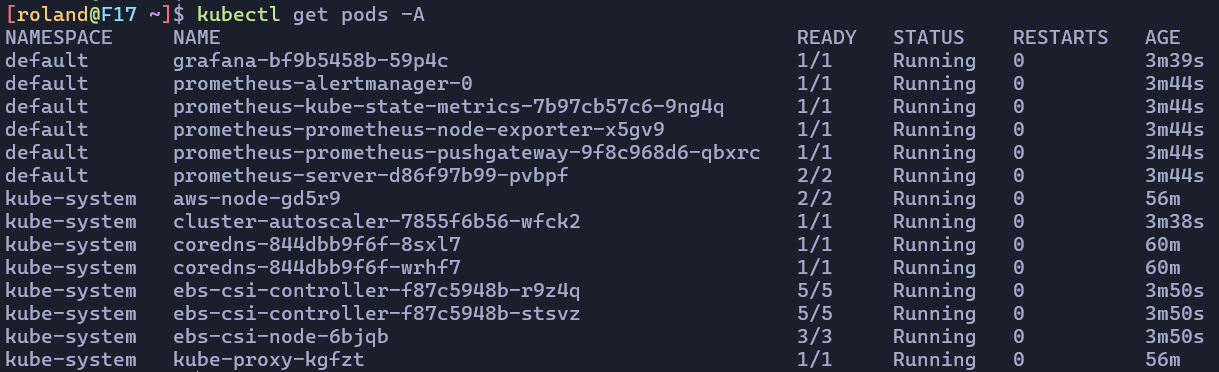 [roland@F17 ~]$ kubectl get pods -A
NAMESPACE     NAME                                                READY   STATUS    RESTARTS   AGE
default       grafana-bf9b5458b-59p4c                             1/1     Running   0          3m39s
default       prometheus-alertmanager-0                           1/1     Running   0          3m44s
default       prometheus-kube-state-metrics-7b97cb57c6-9ng4q      1/1     Running   0          3m44s
default       prometheus-prometheus-node-exporter-x5gv9           1/1     Running   0          3m44s
default       prometheus-prometheus-pushgateway-9f8c968d6-qbxrc   1/1     Running   0          3m44s
default       prometheus-server-d86f97b99-pvbpf                   2/2     Running   0          3m44s
kube-system   aws-node-gd5r9                                      2/2     Running   0          56m
kube-system   cluster-autoscaler-7855f6b56-wfck2                  1/1     Running   0          3m38s
kube-system   coredns-844dbb9f6f-8sxl7                            1/1     Running   0          60m
kube-system   coredns-844dbb9f6f-wrhf7                            1/1     Running   0          60m
kube-system   ebs-csi-controller-f87c5948b-r9z4q                  5/5     Running   0          3m50s
kube-system   ebs-csi-controller-f87c5948b-stsvz                  5/5     Running   0          3m50s
kube-system   ebs-csi-node-6bjqb                                  3/3     Running   0          3m50s
kube-system   kube-proxy-kgfzt                                    1/1     Running   0          56m